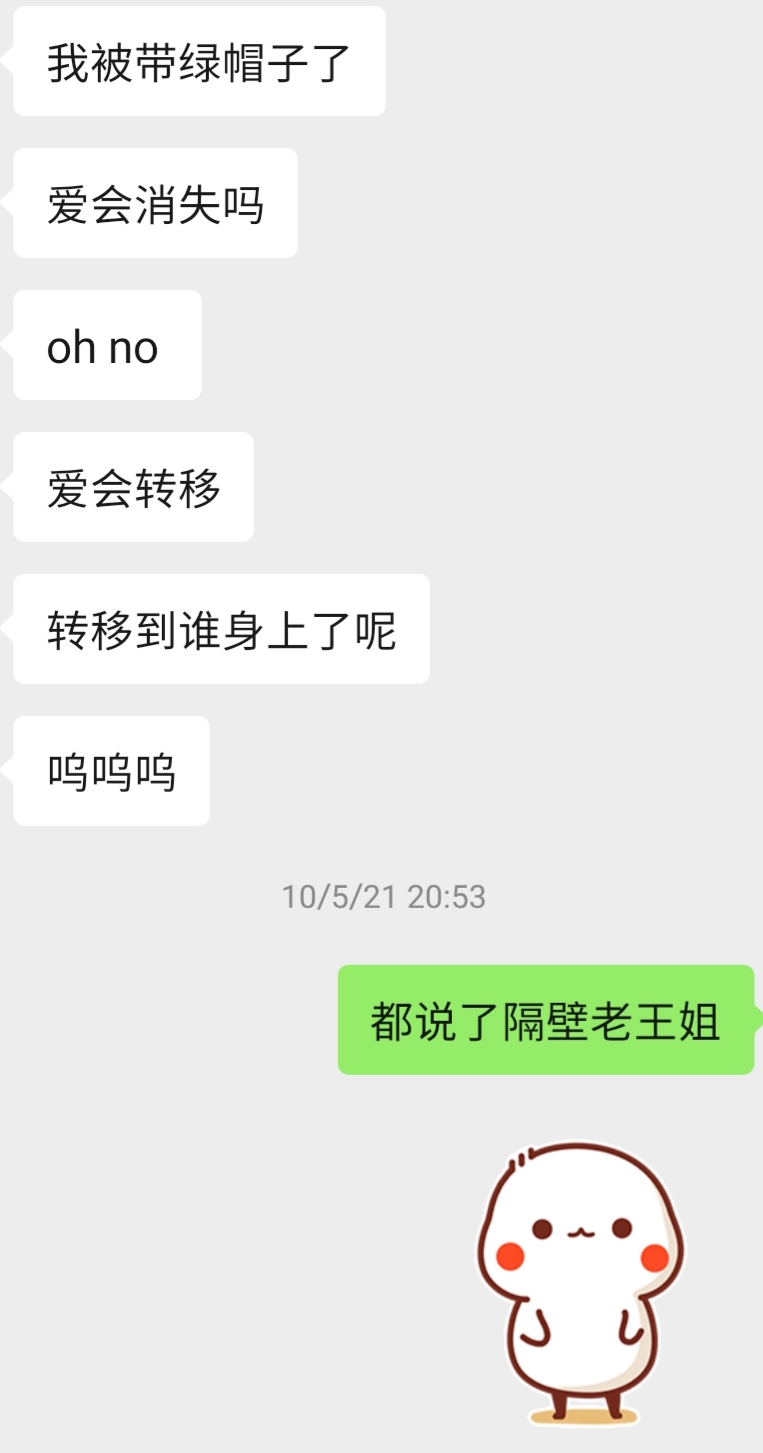 我被带绿帽子了
爱会消失吗
oh no
爱会转移
转移到谁身上了呢
呜呜呜
10/5/21 20:53
都说了隔壁老王姐